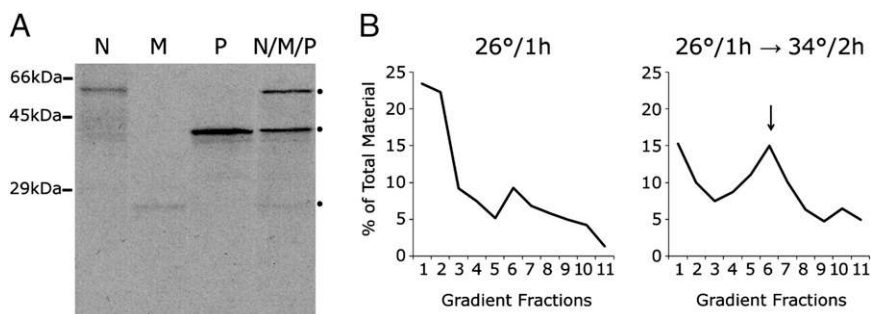 A
N M P N/M/P
66kDa
45kDa
29kDa
B
26°/1h
25
20
15
10
5
0
% of Total Material
1 2 3 4 5 6 7 8 9 10 11
Gradient Fractions
26°/1h → 34°/2h
25
20
15
10
5
0
1 2 3 4 5 6 7 8 9 10 11
Gradient Fractions